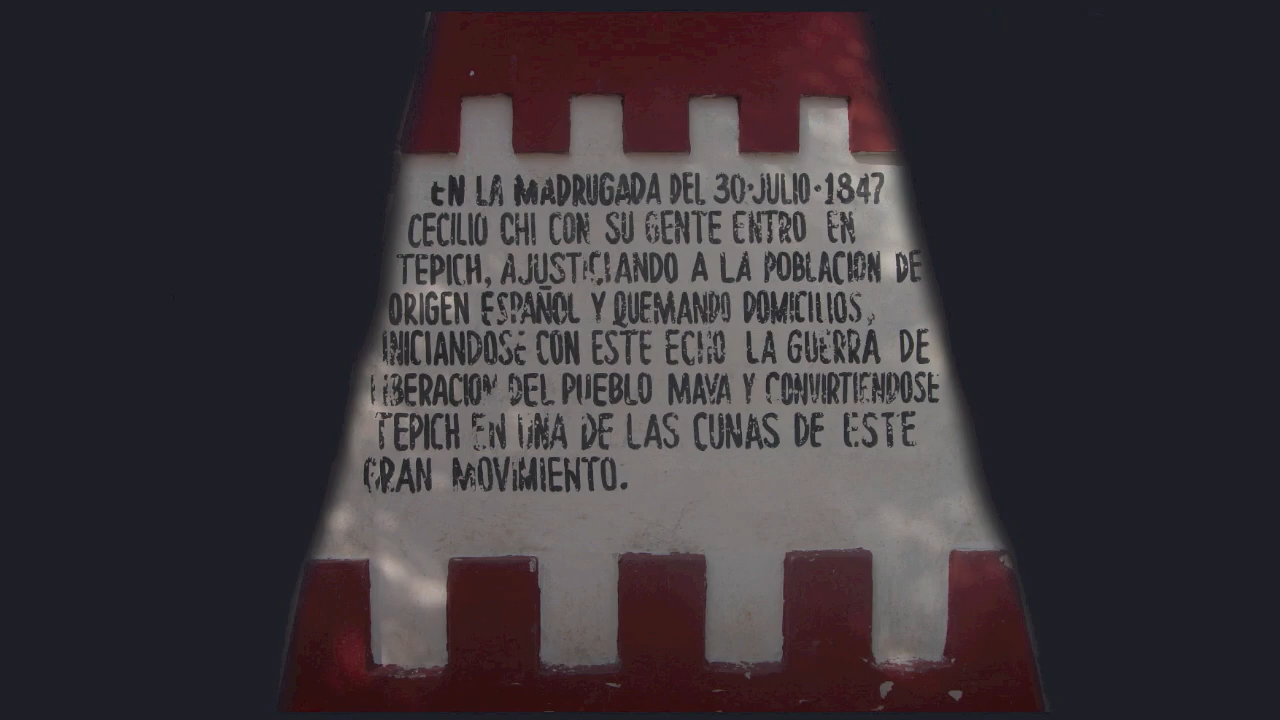 EN LA MADRUGADA DEL 30·JULIO·1847
CECILIO CHI CON SU GENTE ENTRO EN
TEPICH, AJUSTICIANDO A LA POBLACION DE
ORIGEN ESPAÑOL Y QUEMANDO DOMICILIOS,
INICIANDOSE CON ESTE ECHO LA GUERRA DE
LIBERACION DEL PUEBLO MAYA Y CONVIRTIENDOSE
TEPICH EN UNA DE LAS CUNAS DE ESTE
GRAN MOVIMIENTO.